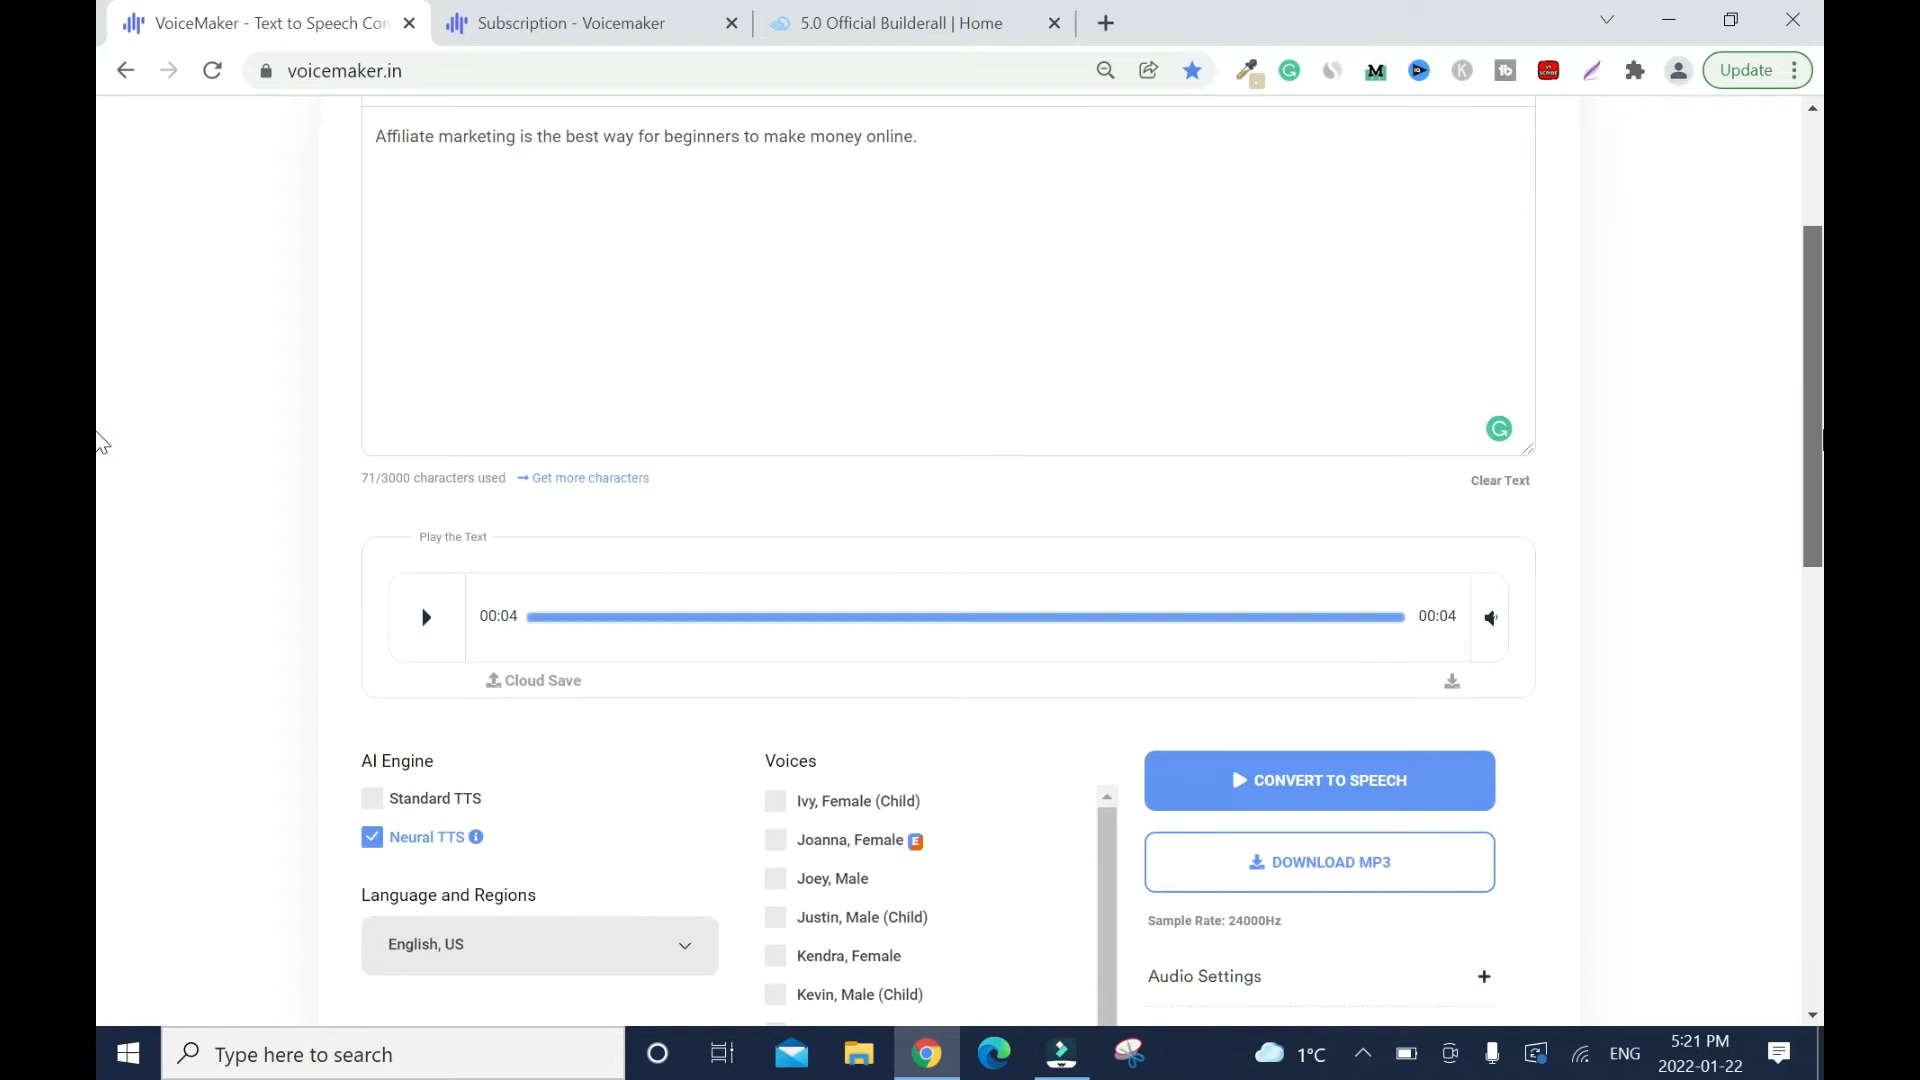 VoiceMaker - Text to Speech Con
Subscription - Voicemaker
5.0 Official Builderall | Home
voicemaker.in
Update
Affiliate marketing is the best way for beginners to make money online.
71/3000 characters used
Get more characters
Clear Text
Play the Text
00:04
00:04
Cloud Save
AI Engine
Standard TTS
Neural TTS
Language and Regions
English, US
Voices
Ivy, Female (Child)
Joanna, Female E
Joey, Male
Justin, Male (Child)
Kendra, Female
Kevin, Male (Child)
CONVERT TO SPEECH
DOWNLOAD MP3
Sample Rate: 24000Hz
Audio Settings
Type here to search
1°C
ENG
5:21 PM
2022-01-22